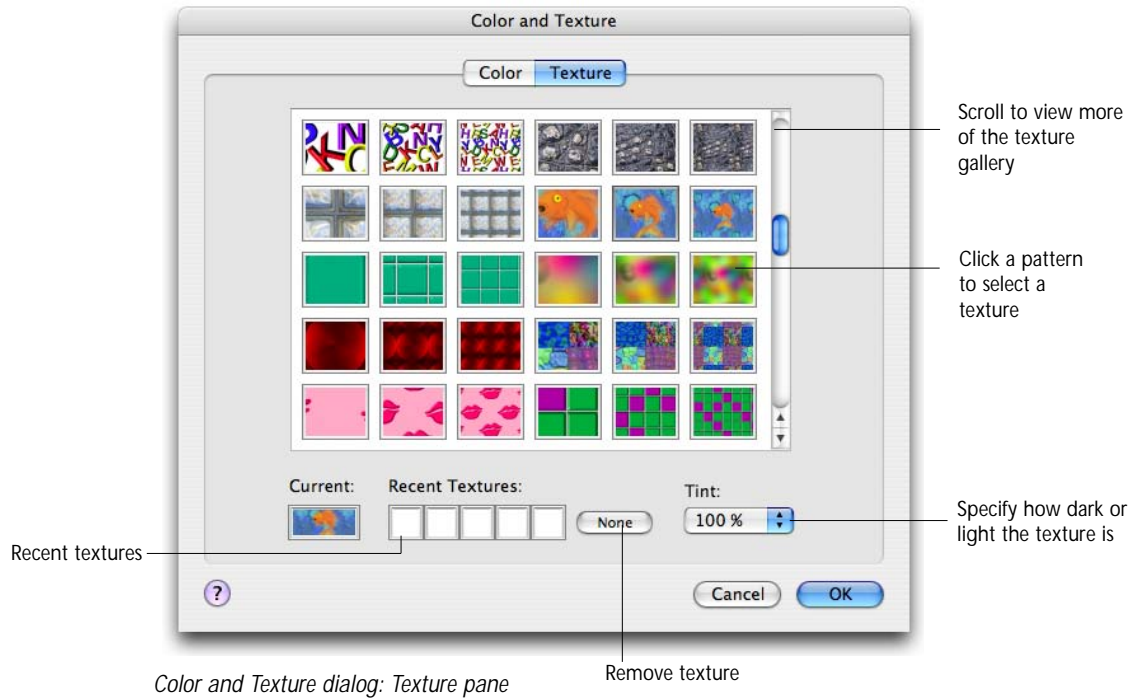 Color and Texture
Color Texture
Scroll to view more
of the texture
gallery
Click a pattern
to select a
texture
Current:
Recent Textures:
None
Tint:
100 %
Specify how dark or
light the texture is
Recent textures
?
Cancel
OK
Remove texture
Color and Texture dialog: Texture pane